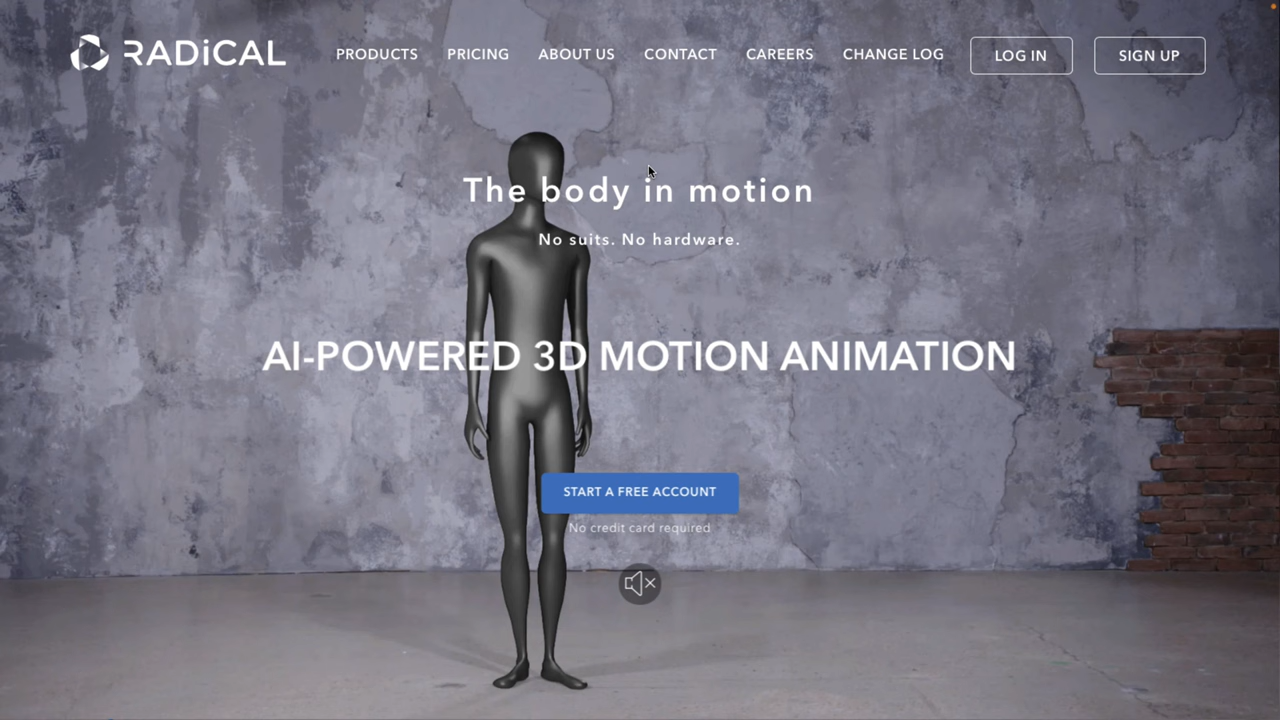 RADiCAL
PRODUCTS PRICING ABOUT US CONTACT CAREERS CHANGE LOG LOG IN SIGN UP
The body in motion
No suits. No hardware.
AI-POWERED 3D MOTION ANIMATION
START A FREE ACCOUNT
No credit card required